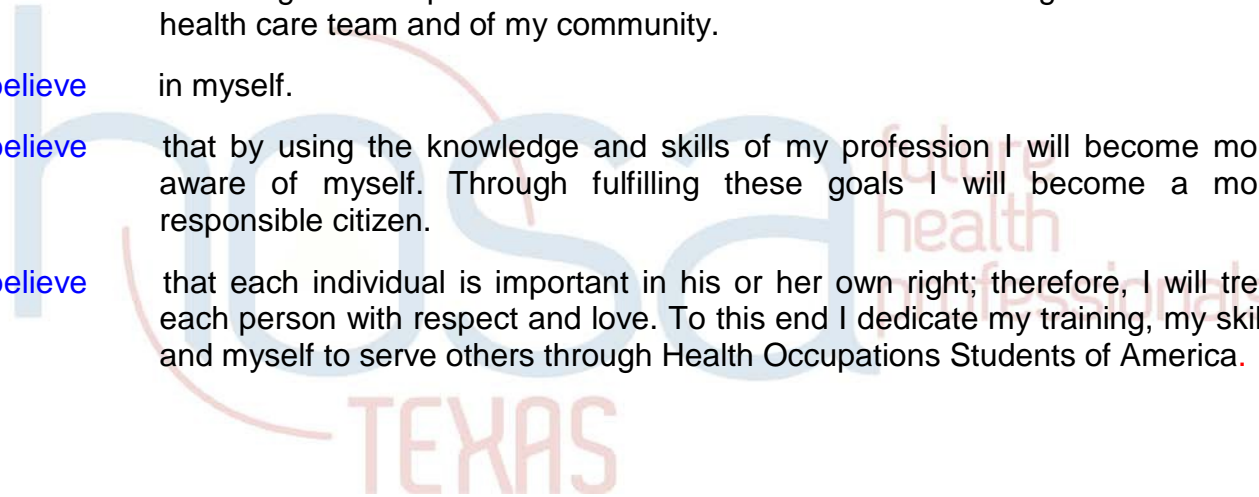 health care team and of my community.
believe in myself.
believe that by using the knowledge and skills of my profession I will become mo
aware of myself. Through fulfilling these goals I will become a mo
responsible citizen.
believe that each individual is important in his or her own right; therefore, I will tre
each person with respect and love. To this end I dedicate my training, my skil
and myself to serve others through Health Occupations Students of America.
hosa
future
health
professionals
TEXAS